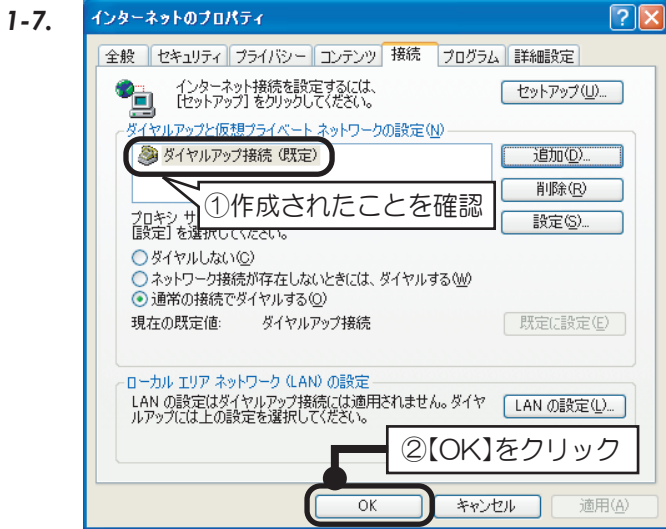 1-7.
インターネットのプロパティ
全般 セキュリティ プライバシー コンテンツ 接続 プログラム 詳細設定
インターネット接続を設定するには、
[セットアップ] をクリックしてください。
セットアップ(U)...
ダイヤルアップと仮想プライベート ネットワークの設定(N)
ダイヤルアップ接続 (既定)
追加(D)...
削除(R)
①作成されたことを確認
プロキシ サ
[設定] を選択してください。
設定(S)...
ダイヤルしない(C)
ネットワーク接続が存在しないときには、ダイヤルする(W)
通常の接続でダイヤルする(O)
現在の既定値: ダイヤルアップ接続
既定に設定(E)
ローカル エリア ネットワーク (LAN) の設定
LAN の設定はダイヤルアップ接続には適用されません。ダイヤ
ルアップには上の設定を選択してください。
LAN の設定(L)...
②【OK】をクリック
OK キャンセル 適用(A)